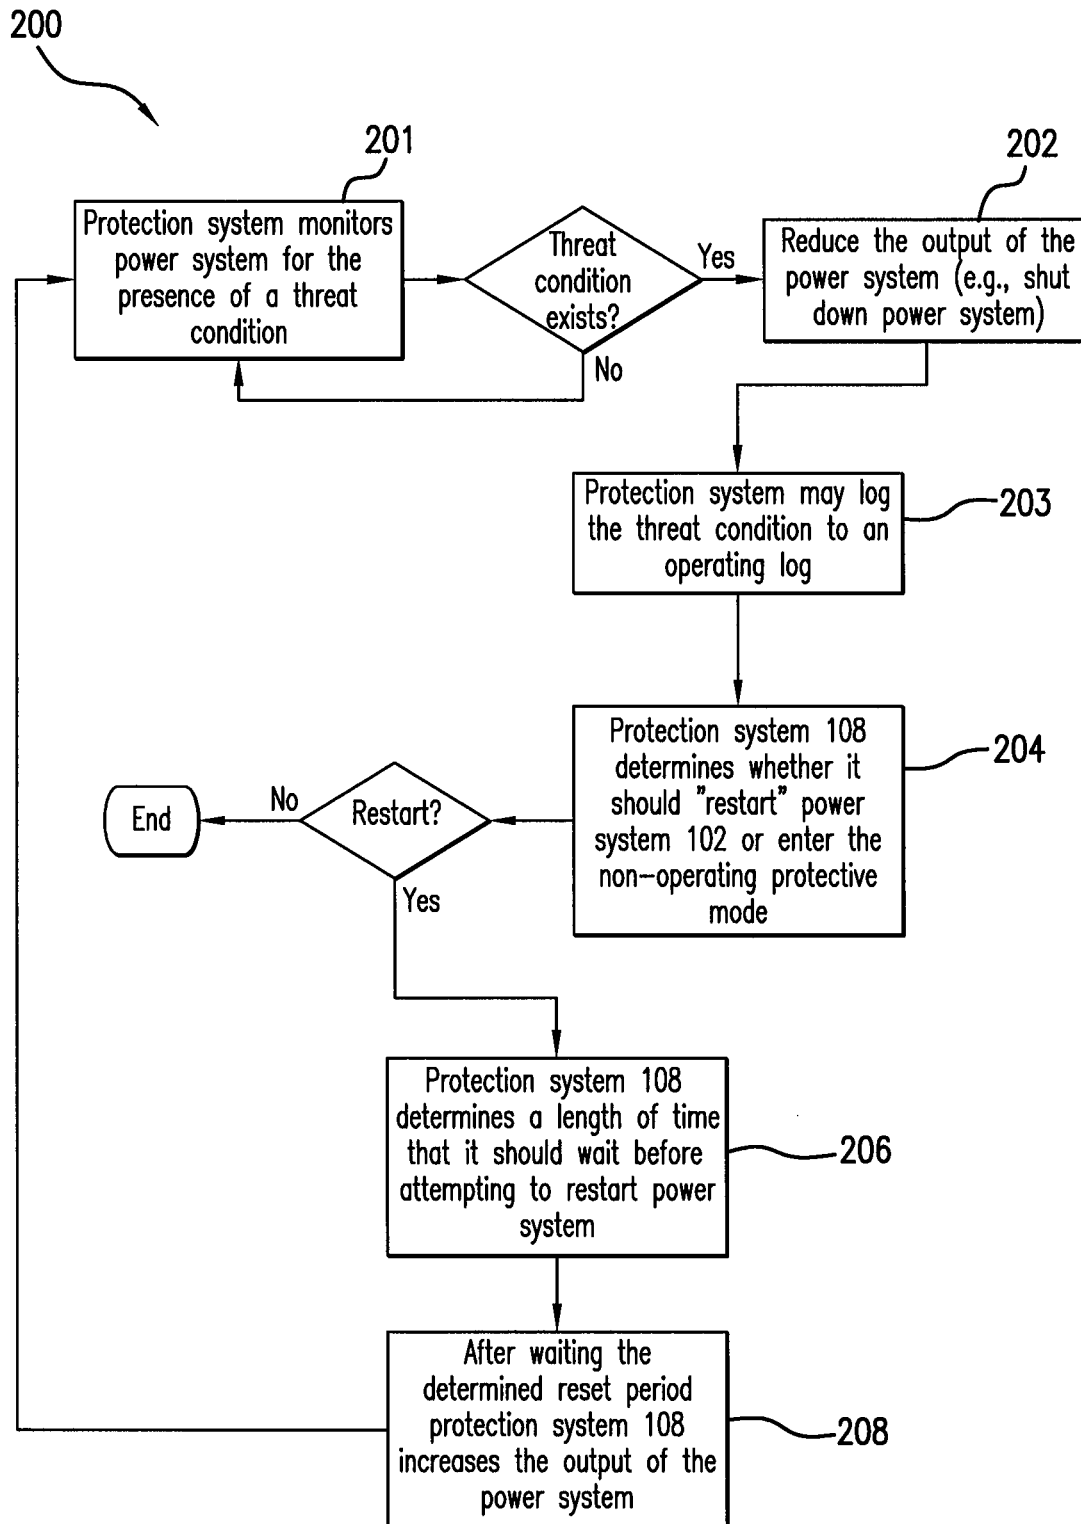 200
201
Protection system monitors
power system for the
presence of a threat
condition
Threat
condition
exists?
Yes
No
202
Reduce the output of the
power system (e.g., shut
down power system)
Protection system may log
the threat condition to an
operating log
203
Protection system 108
determines whether it
should "restart" power
system 102 or enter the
non-operating protective
mode
204
Restart?
No
End
Yes
Protection system 108
determines a length of time
that it should wait before
attempting to restart power
system
206
After waiting the
determined reset period
protection system 108
increases the output of the
power system
208